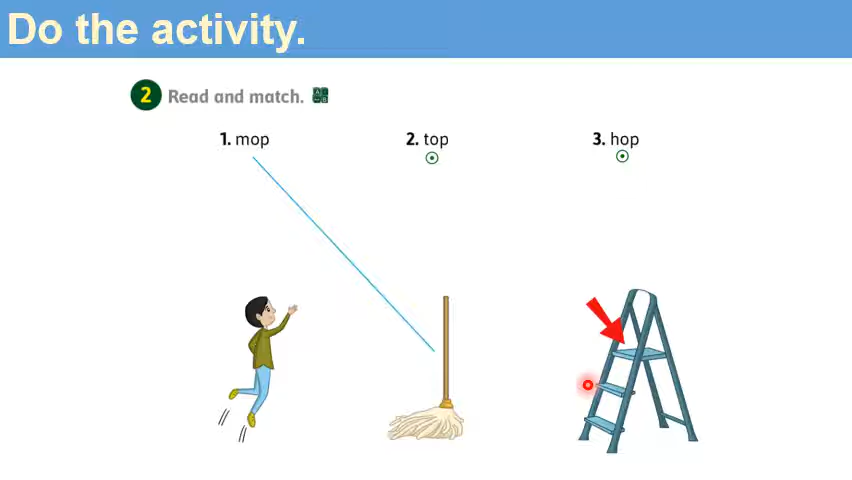 Do the activity.
2 Read and match.
1. mop
2. top
3. hop